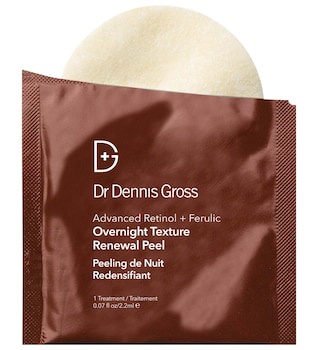 Dr Dennis Gross
Advanced Retinol + Ferulic
Overnight Texture
Renewal Peel
Peeling de Nuit
Redensifiant
1 Treatment / Traitement
0.07 fl oz/2.2ml ℮